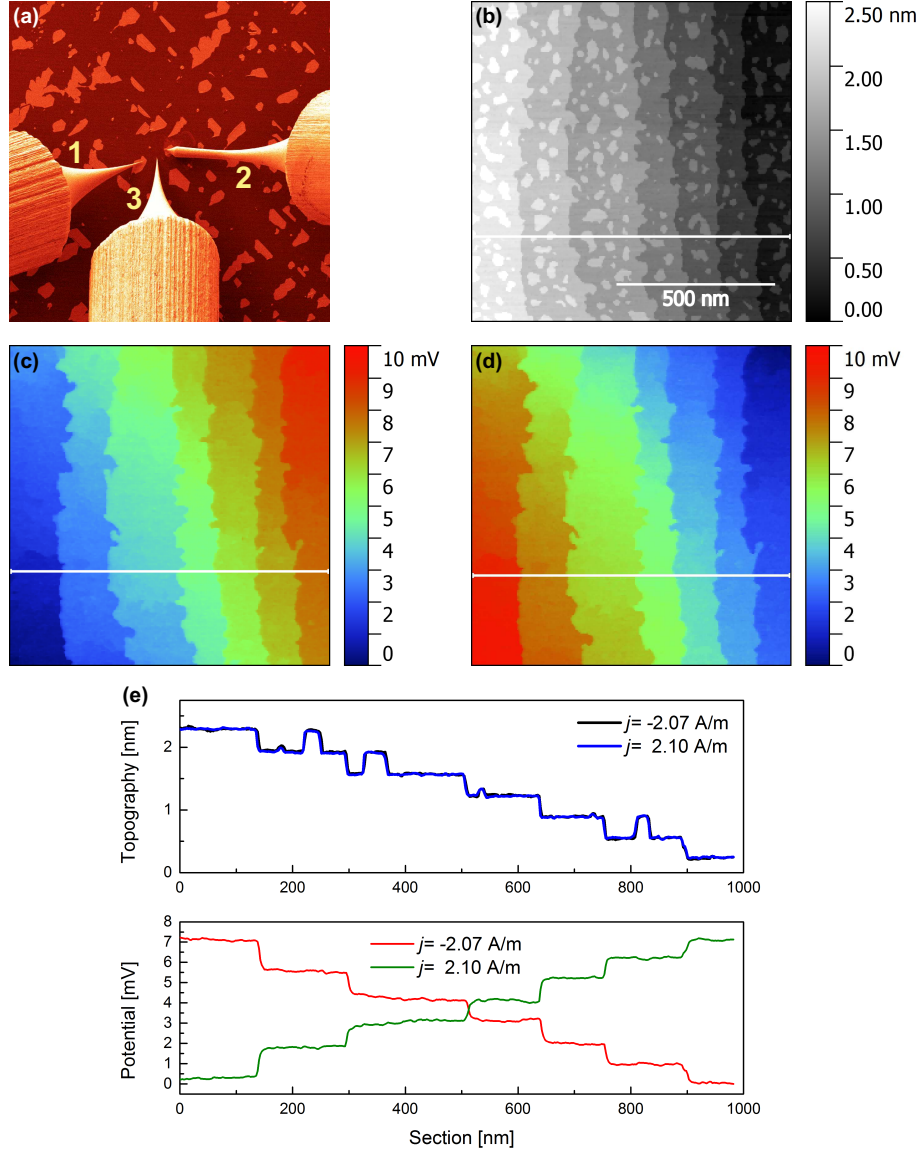 (a)
1
2
3
(b)
500 nm
2.50 nm
2.00
1.50
1.00
0.50
0.00
(c)
10 mV
9
8
7
6
5
4
3
2
1
0
(d)
10 mV
9
8
7
6
5
4
3
2
1
0
(e)
Topography [nm]
2
1
0
j= -2.07 A/m
j= 2.10 A/m
0 200 400 600 800 1000
Potential [mV]
8
7
6
5
4
3
2
1
0
j= -2.07 A/m
j= 2.10 A/m
0 200 400 600 800 1000
Section [nm]